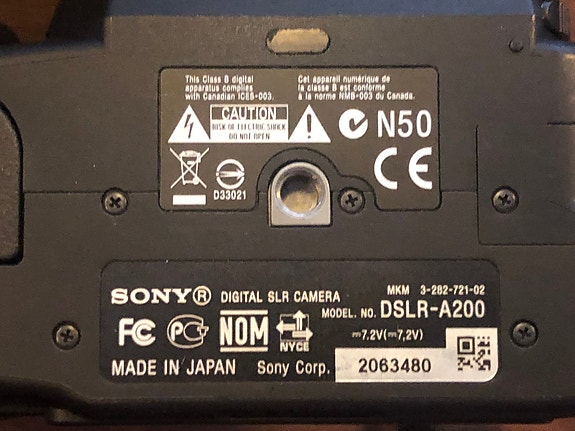 This Class B digital
apparatus complies
with Canadian ICES-003.
Cet appareil numérique de
la classe B est conforme
à la norme NMB-003 du Canada.
CAUTION
RISK OF ELECTRIC SHOCK
DO NOT OPEN
N50
D33021
CE
MKM 3-282-721-02
SONY® DIGITAL SLR CAMERA
MODEL. NO. DSLR-A200
FC PG NOM NYCE
⎓7.2V(⎓7,2V)
MADE IN JAPAN Sony Corp. 2063480